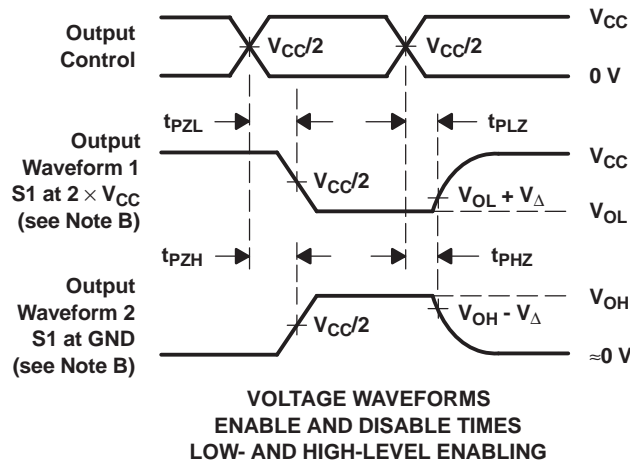 Output
Control
VCC/2
VCC/2
VCC
0 V
tPZL
tPLZ
Output
Waveform 1
S1 at 2 × VCC
(see Note B)
VCC/2
VOL + VΔ
VCC
VOL
tPZH
tPHZ
Output
Waveform 2
S1 at GND
(see Note B)
VCC/2
VOH - VΔ
VOH
≈0 V
VOLTAGE WAVEFORMS
ENABLE AND DISABLE TIMES
LOW- AND HIGH-LEVEL ENABLING